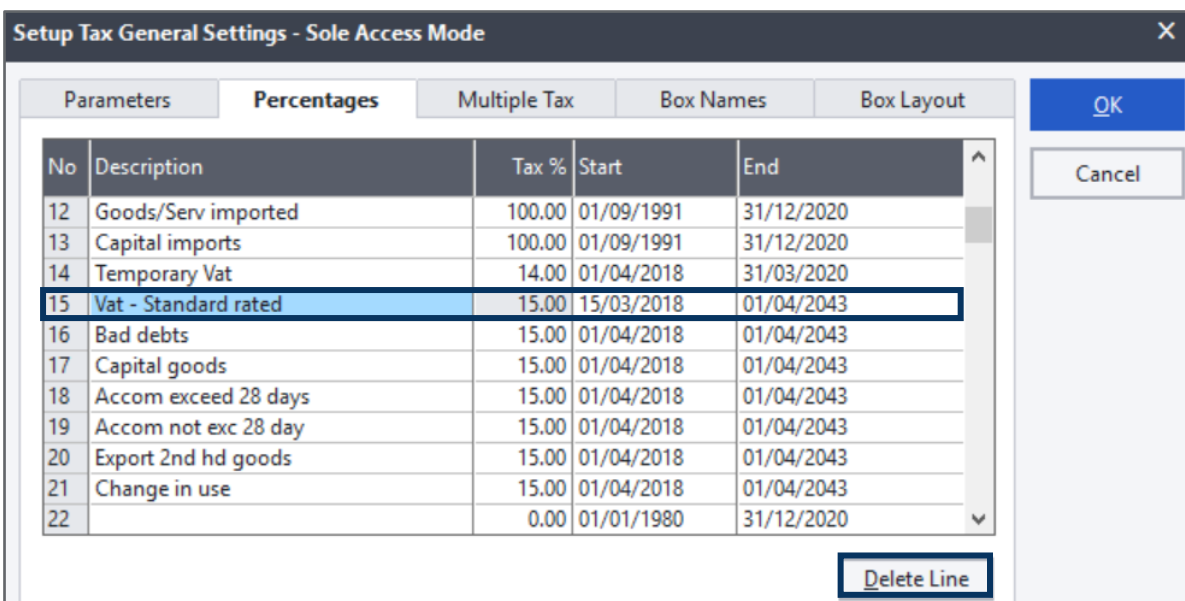 Setup Tax General Settings - Sole Access Mode
Parameters Percentages Multiple Tax Box Names Box Layout OK
Cancel
No Description Tax % Start End
12 Goods/Serv imported 100.00 01/09/1991 31/12/2020
13 Capital imports 100.00 01/09/1991 31/12/2020
14 Temporary Vat 14.00 01/04/2018 31/03/2020
15 Vat - Standard rated 15.00 15/03/2018 01/04/2043
16 Bad debts 15.00 01/04/2018 01/04/2043
17 Capital goods 15.00 01/04/2018 01/04/2043
18 Accom exceed 28 days 15.00 01/04/2018 01/04/2043
19 Accom not exc 28 day 15.00 01/04/2018 01/04/2043
20 Export 2nd hd goods 15.00 01/04/2018 01/04/2043
21 Change in use 15.00 01/04/2018 01/04/2043
22 0.00 01/01/1980 31/12/2020
Delete Line